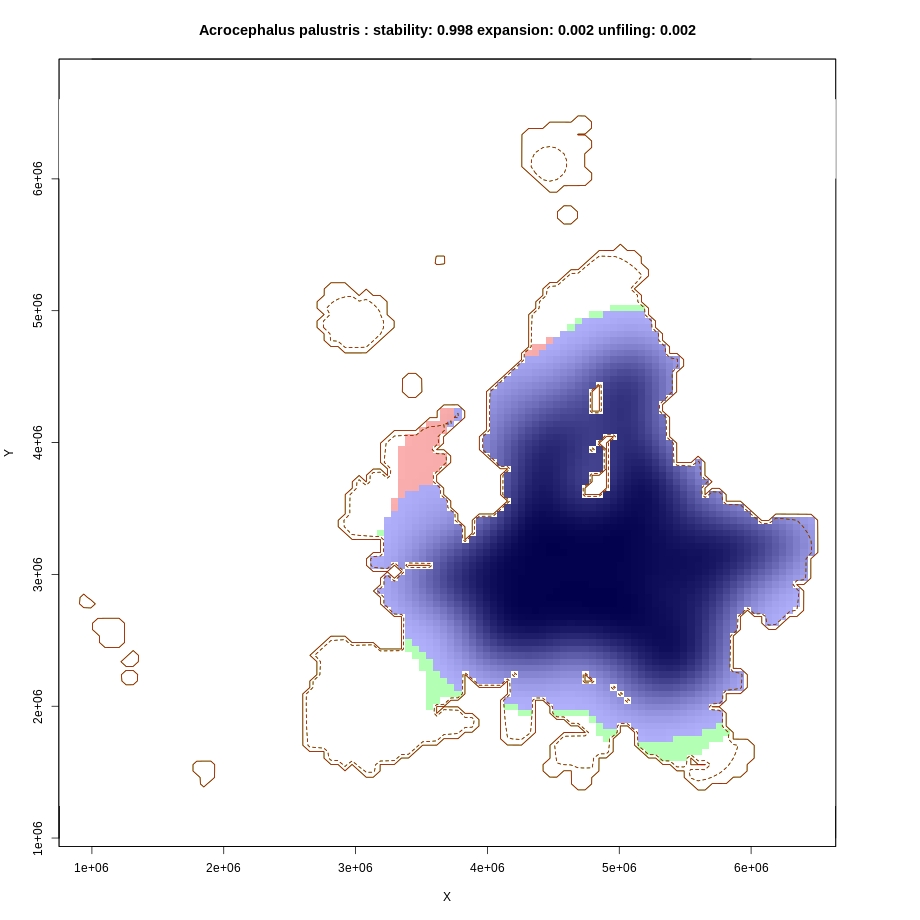 Acrocephalus palustris : stability: 0.998 expansion: 0.002 unfiling: 0.002
6e+06
5e+06
4e+06
Y
3e+06
2e+06
1e+06
1e+06 2e+06 3e+06 4e+06 5e+06 6e+06
X